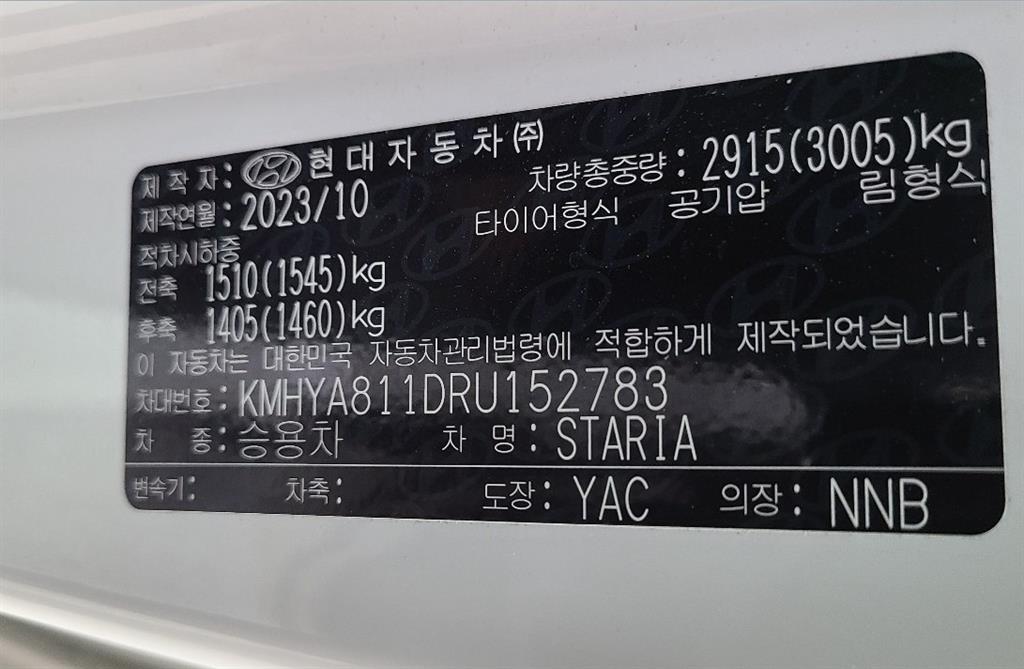 제 작 자 : 현 대 자 동 차 ㈜
제작연월 : 2023/10 차량총중량 : 2915(3005)kg
타이어형식 공기압 림형식
적차시하중
전축 1510(1545)kg
후축 1405(1460)kg
이 자동차는 대한민국 자동차관리법령에 적합하게 제작되었습니다.
차대번호 : KMHYA811DRU152783
차 종 : 승용차 차 명 : STARIA
변속기 : 차축 : 도장 : YAC 의장 : NNB